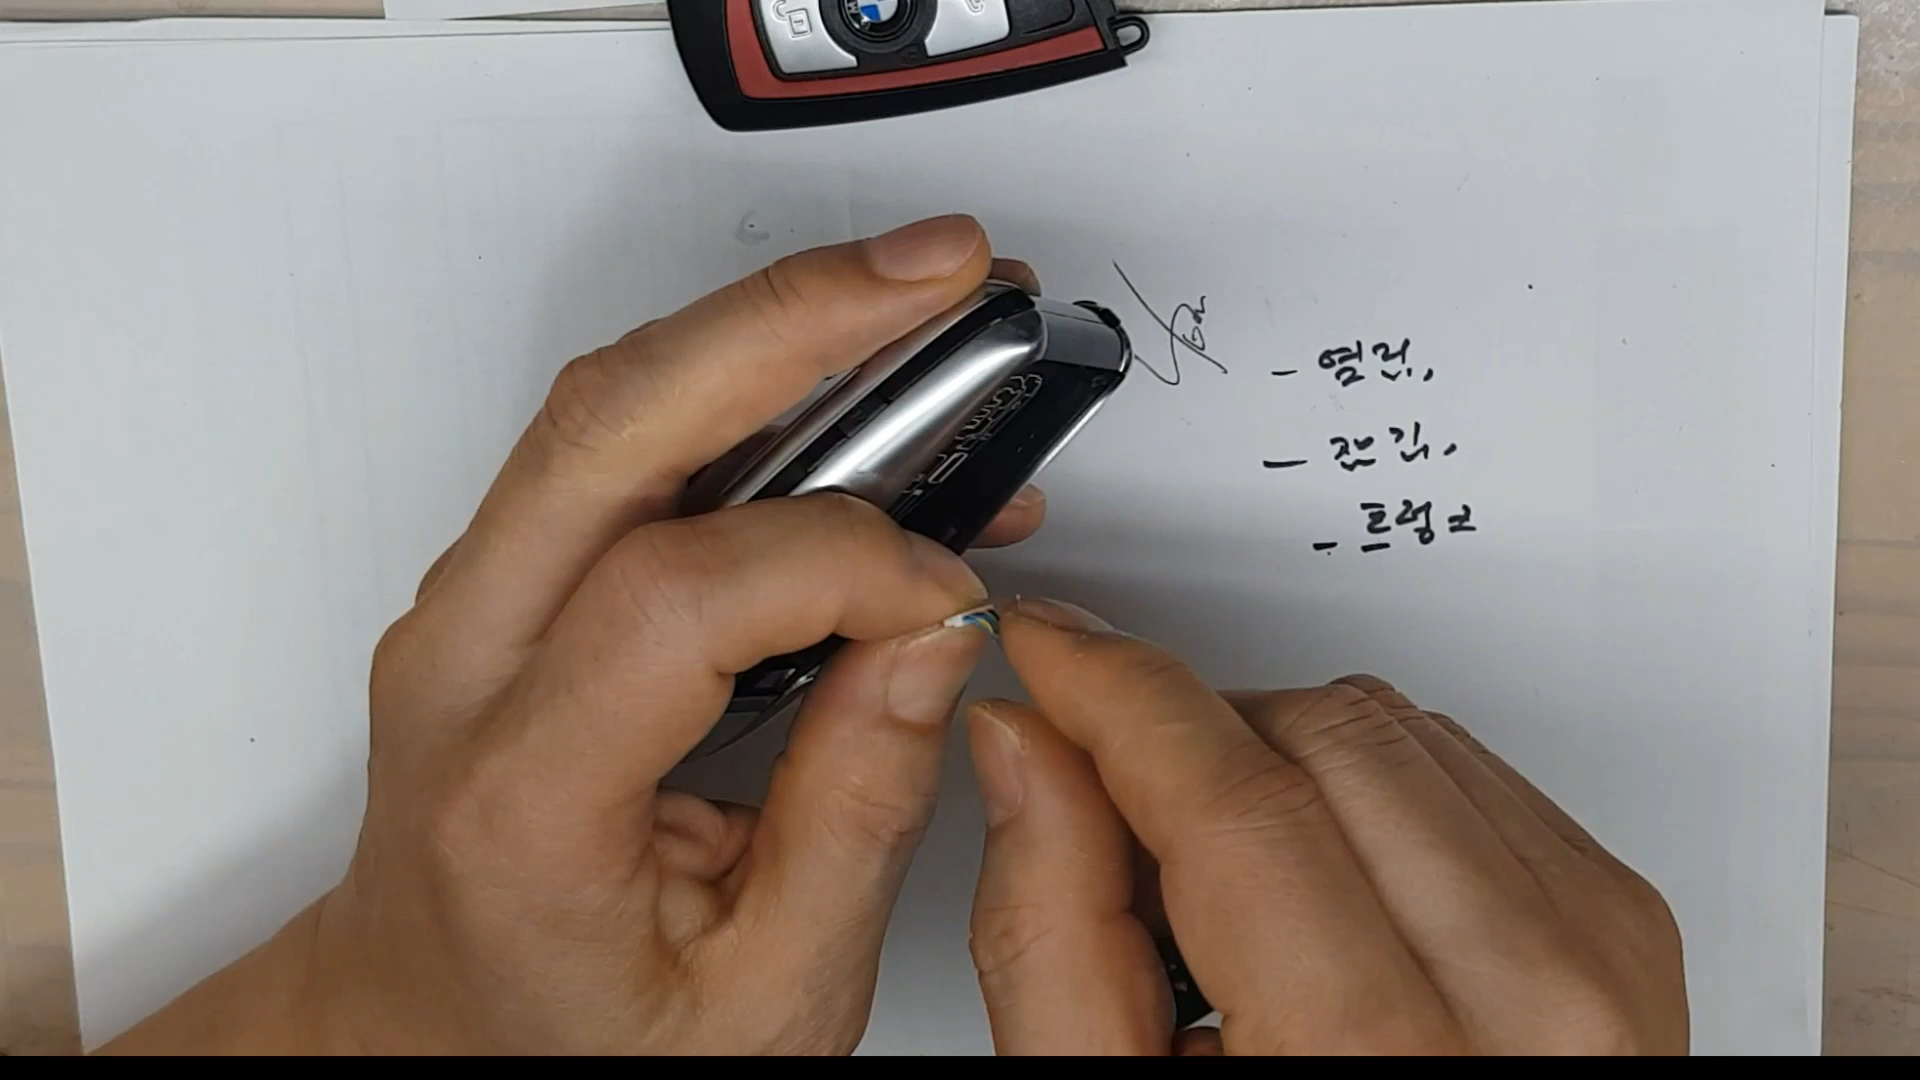 - 열림,
- 잠김,
- 트렁크